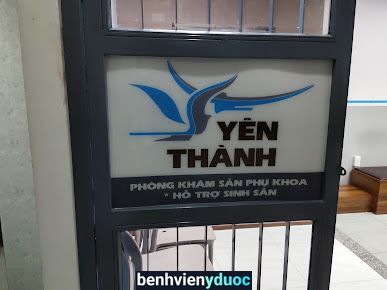 YÊN
THÀNH
PHÒNG KHÁM SẢN PHỤ KHOA
* HỖ TRỢ SINH SẢN
benhvienyduoc